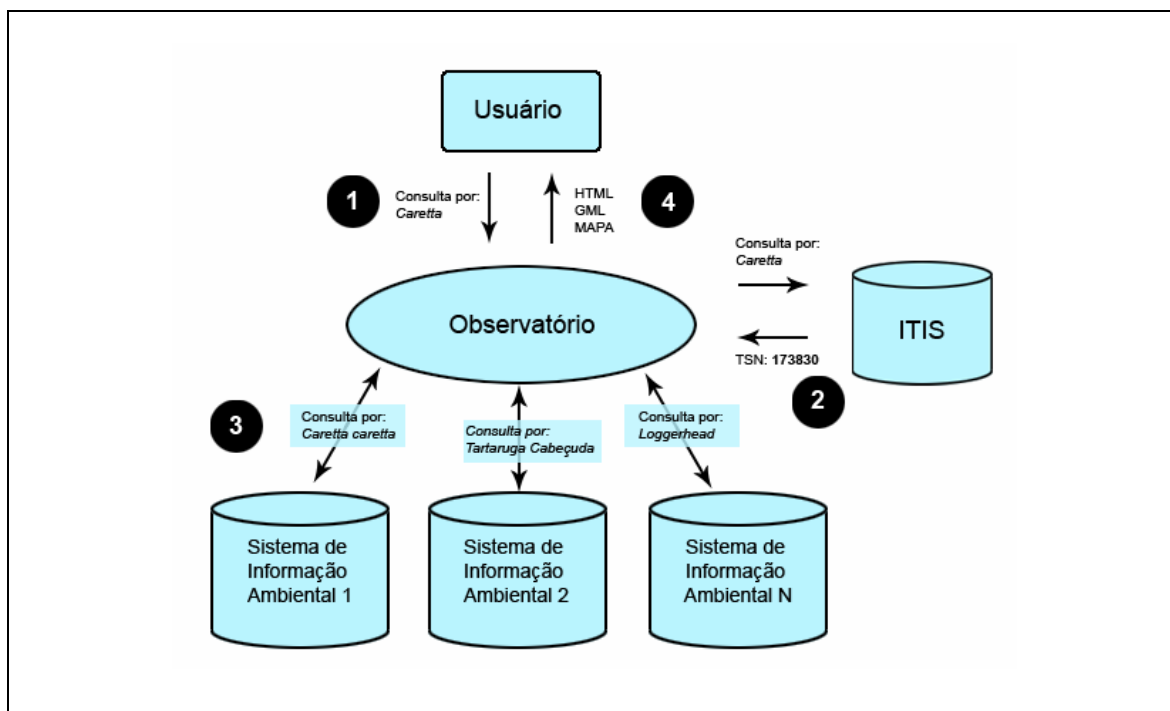 Usuário
1
Consulta por:
Caretta
HTML
GML
MAPA
4
Consulta por:
Caretta
Observatório
ITIS
TSN: 173830
2
3
Consulta por:
Caretta caretta
Consulta por:
Tartaruga Cabeçuda
Consulta por:
Loggerhead
Sistema de
Informação
Ambiental 1
Sistema de
Informação
Ambiental 2
Sistema de
Informação
Ambiental N